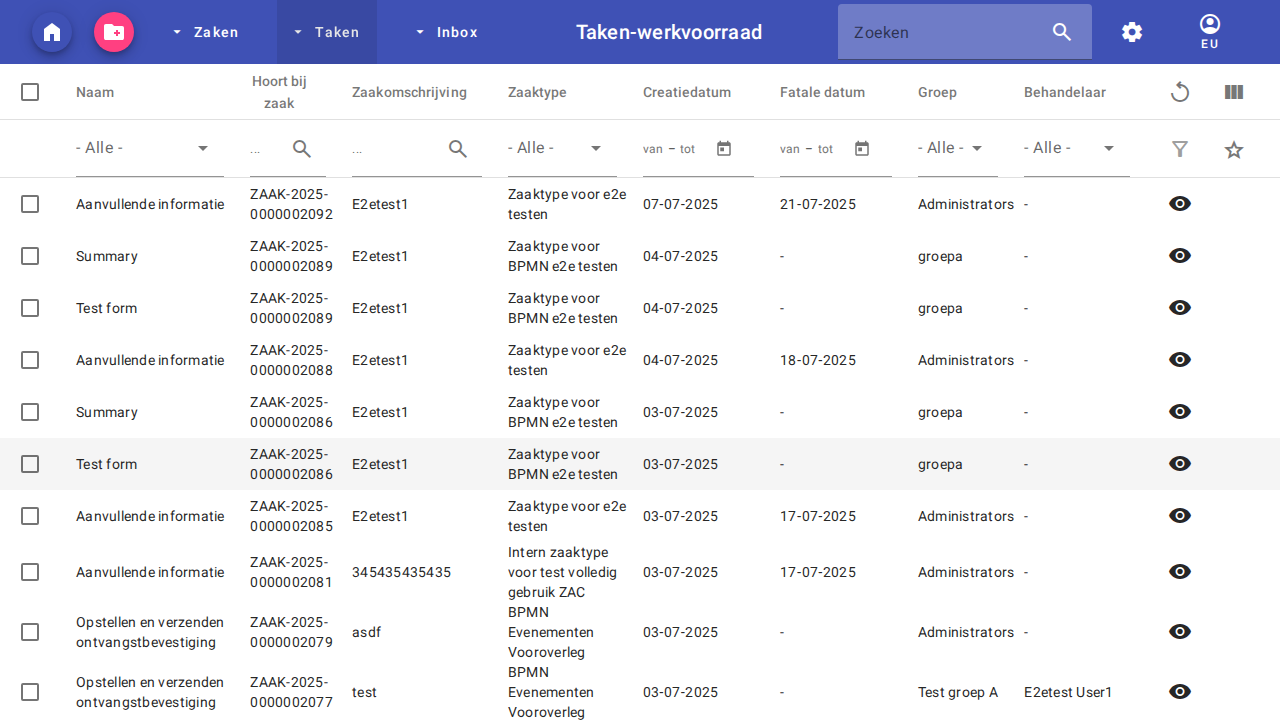 Zaken
Taken
Inbox
Taken-werkvoorraad
Zoeken
EU
Naam
Hoort bij
zaak
Zaakomschrijving
Zaaktype
Creatiedatum
Fatale datum
Groep
Behandelaar
- Alle -
...
...
- Alle -
van – tot
van – tot
- Alle -
- Alle -
Aanvullende informatie
ZAAK-2025-
0000002092
E2etest1
Zaaktype voor e2e
testen
07-07-2025
21-07-2025
Administrators
-
Summary
ZAAK-2025-
0000002089
E2etest1
Zaaktype voor
BPMN e2e testen
04-07-2025
-
groepa
-
Test form
ZAAK-2025-
0000002089
E2etest1
Zaaktype voor
BPMN e2e testen
04-07-2025
-
groepa
-
Aanvullende informatie
ZAAK-2025-
0000002088
E2etest1
Zaaktype voor e2e
testen
04-07-2025
18-07-2025
Administrators
-
Summary
ZAAK-2025-
0000002086
E2etest1
Zaaktype voor
BPMN e2e testen
03-07-2025
-
groepa
-
Test form
ZAAK-2025-
0000002086
E2etest1
Zaaktype voor
BPMN e2e testen
03-07-2025
-
groepa
-
Aanvullende informatie
ZAAK-2025-
0000002085
E2etest1
Zaaktype voor e2e
testen
03-07-2025
17-07-2025
Administrators
-
Aanvullende informatie
ZAAK-2025-
0000002081
345435435435
Intern zaaktype
voor test volledig
gebruik ZAC
03-07-2025
17-07-2025
Administrators
-
Opstellen en verzenden
ontvangstbevestiging
ZAAK-2025-
0000002079
asdf
BPMN
Evenementen
Vooroverleg
03-07-2025
-
Administrators
-
Opstellen en verzenden
ontvangstbevestiging
ZAAK-2025-
0000002077
test
BPMN
Evenementen
Vooroverleg
03-07-2025
-
Test groep A
E2etest User1